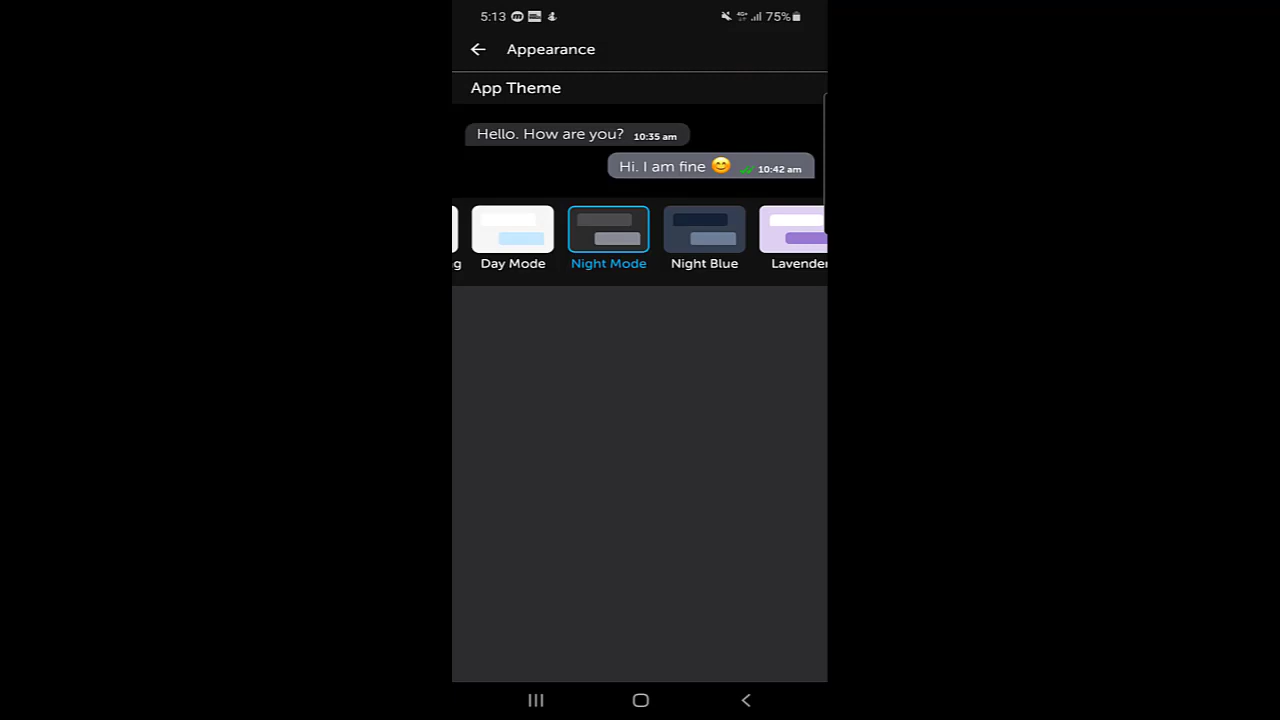 5:13 75%
Appearance
App Theme
Hello. How are you? 10:35 am
Hi. I am fine 😊 10:42 am
g Day Mode Night Mode Night Blue Lavender